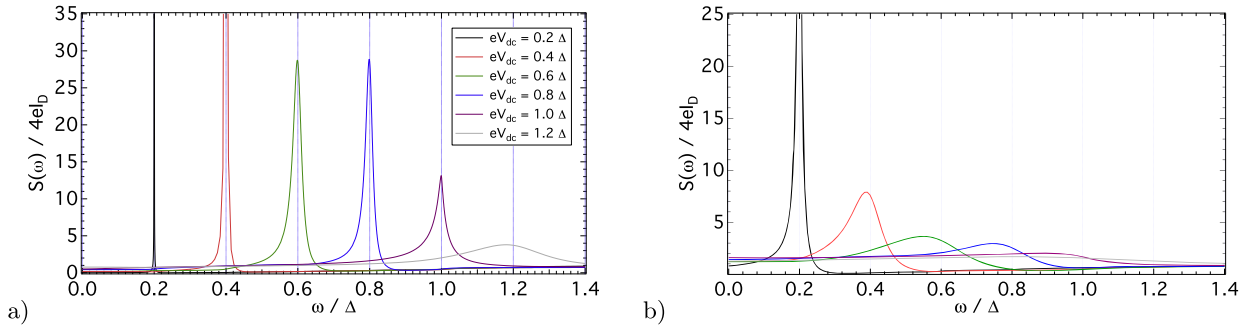 a)
S(ω) / 4eI_D
35
30
25
20
15
10
5
0
0.0 0.2 0.4 0.6 0.8 1.0 1.2 1.4
ω / Δ
eV_dc = 0.2 Δ
eV_dc = 0.4 Δ
eV_dc = 0.6 Δ
eV_dc = 0.8 Δ
eV_dc = 1.0 Δ
eV_dc = 1.2 Δ
b)
S(ω) / 4eI_D
25
20
15
10
5
0.0 0.2 0.4 0.6 0.8 1.0 1.2 1.4
ω / Δ